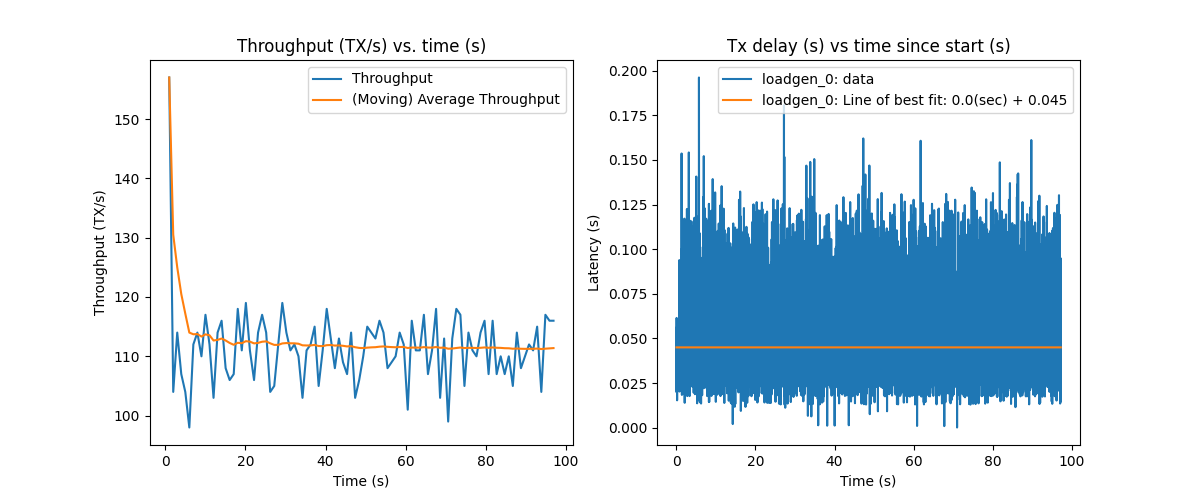 Throughput (TX/s) vs. time (s)
Throughput
(Moving) Average Throughput
Throughput (TX/s)
150
140
130
120
110
100
0 20 40 60 80 100
Time (s)
Tx delay (s) vs time since start (s)
loadgen_0: data
loadgen_0: Line of best fit: 0.0(sec) + 0.045
Latency (s)
0.200
0.175
0.150
0.125
0.100
0.075
0.050
0.025
0.000
0 20 40 60 80 100
Time (s)